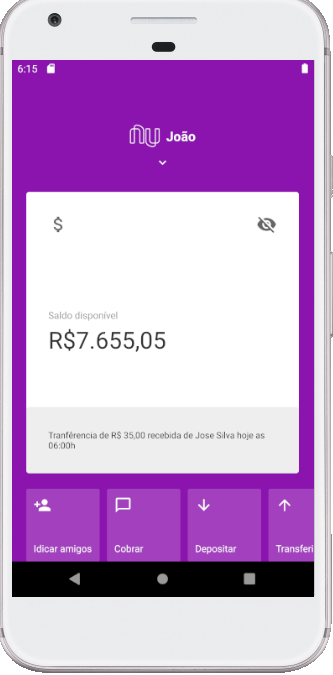 6:15
nu João
Saldo disponível
R$7.655,05
Tranfêrencia de R$ 35,00 recebida de Jose Silva hoje as
06:00h
Idicar amigos Cobrar Depositar Transferi